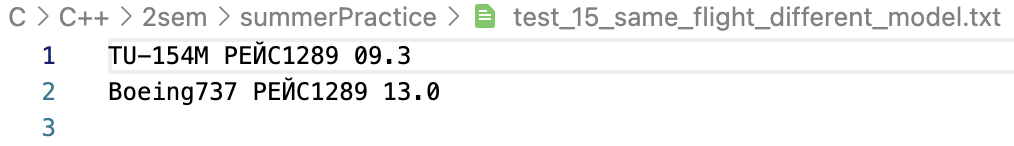 C > C++ > 2sem > summerPractice > test_15_same_flight_different_model.txt
1 TU-154M РЕЙС1289 09.3
2 Boeing737 РЕЙС1289 13.0
3